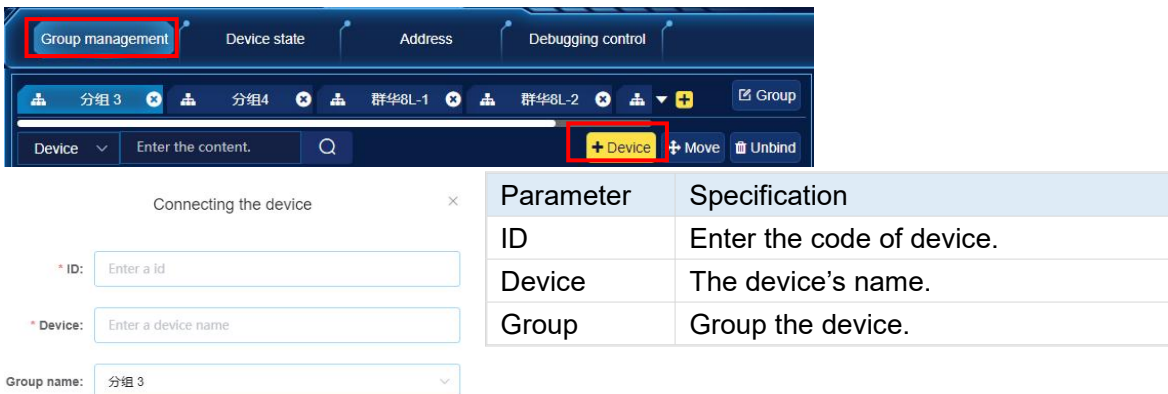 Group management Device state Address Debugging control
分组 3 分组4 群华8L-1 群华8L-2 Group
Device Enter the content. + Device Move Unbind
Connecting the device ×
* ID: Enter a id
* Device: Enter a device name
Group name: 分组 3
Parameter Specification
ID Enter the code of device.
Device The device’s name.
Group Group the device.